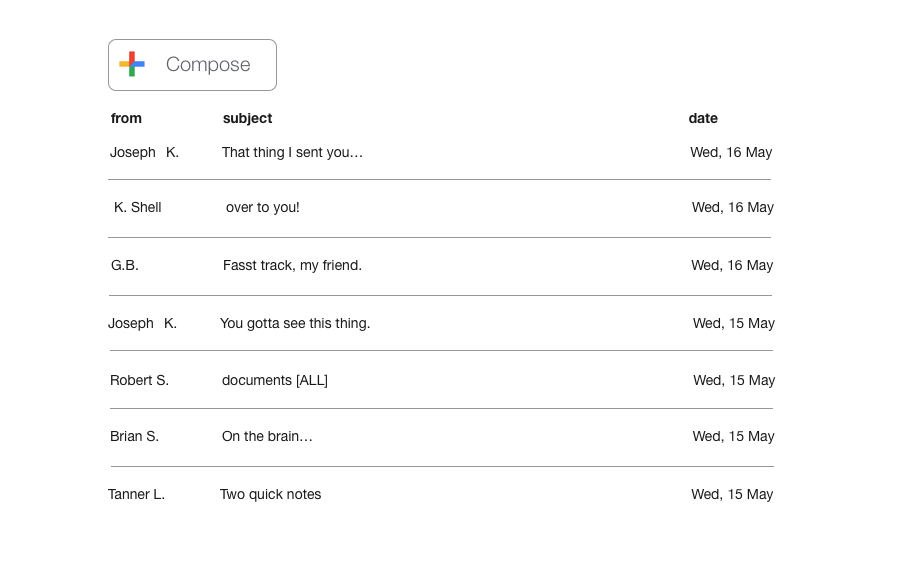 Compose
from subject date
Joseph K. That thing I sent you… Wed, 16 May
K. Shell over to you! Wed, 16 May
G.B. Fasst track, my friend. Wed, 16 May
Joseph K. You gotta see this thing. Wed, 15 May
Robert S. documents [ALL] Wed, 15 May
Brian S. On the brain… Wed, 15 May
Tanner L. Two quick notes Wed, 15 May